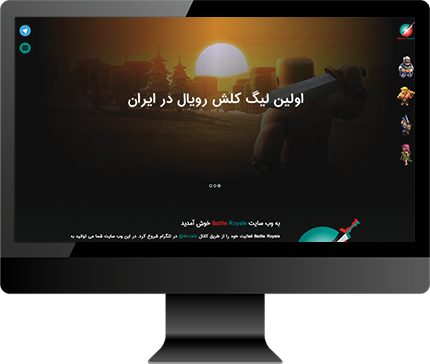 اولین لیگ کلش رویال در ایران
به وب سایت Battle Royale خوش آمدید
Battle Royale فعالیت خود را از طریق کانال در تلگرام شروع کرد. در این وب سایت شما می توانید به